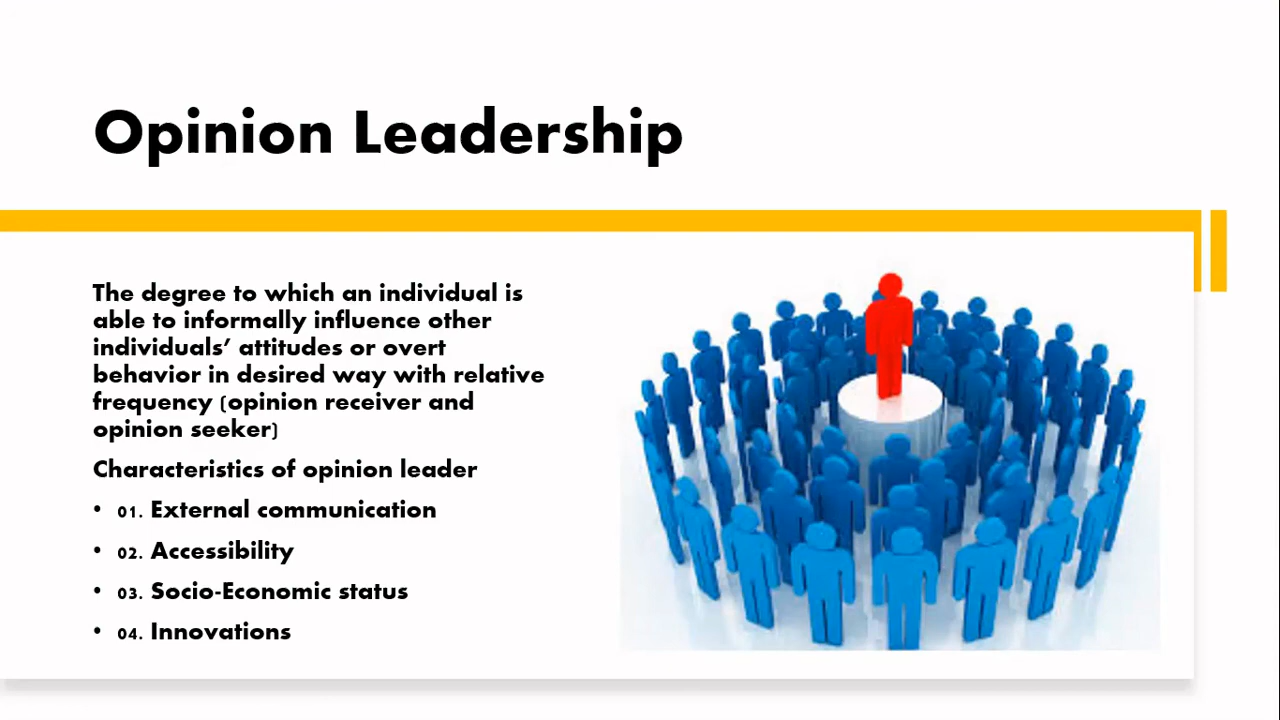 Opinion Leadership
The degree to which an individual is
able to informally influence other
individuals’ attitudes or overt
behavior in desired way with relative
frequency (opinion receiver and
opinion seeker)
Characteristics of opinion leader
• 01. External communication
• 02. Accessibility
• 03. Socio-Economic status
• 04. Innovations